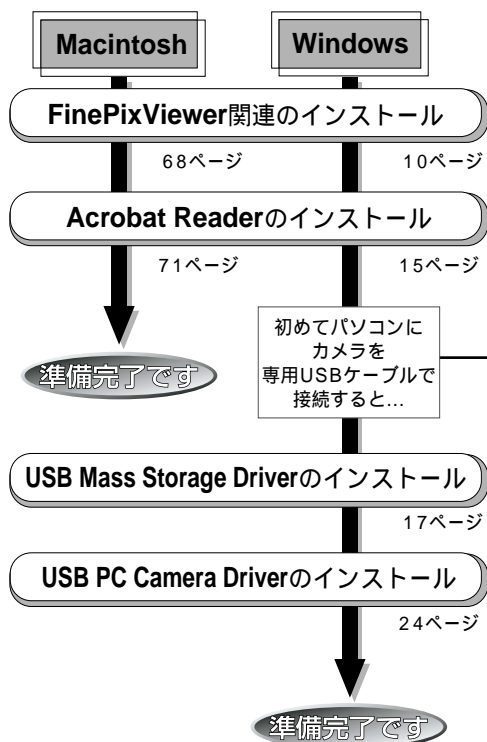 Macintosh Windows
FinePixViewer関連のインストール
68ページ 10ページ
Acrobat Readerのインストール
71ページ 15ページ
初めてパソコンに
カメラを
専用USBケーブルで
接続すると...
準備完了です
USB Mass Storage Driverのインストール
17ページ
USB PC Camera Driverのインストール
24ページ
準備完了です